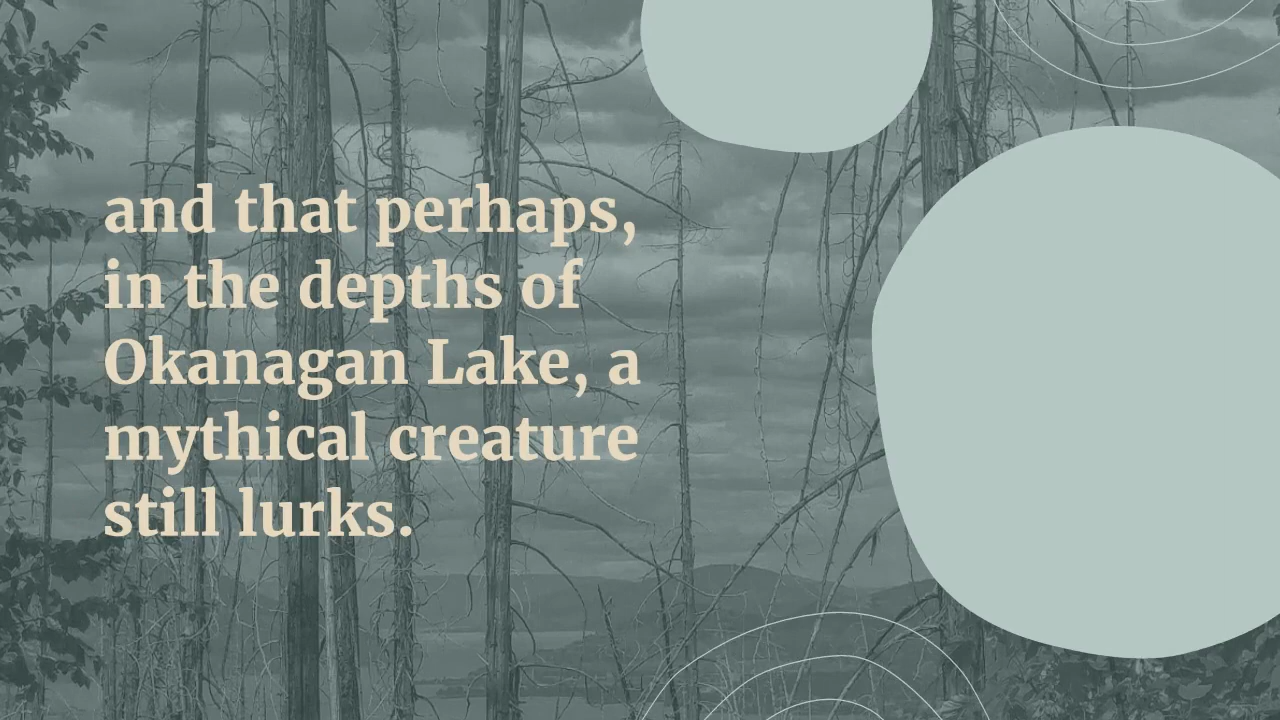 and that perhaps,
in the depths of
Okanagan Lake, a
mythical creature
still lurks.